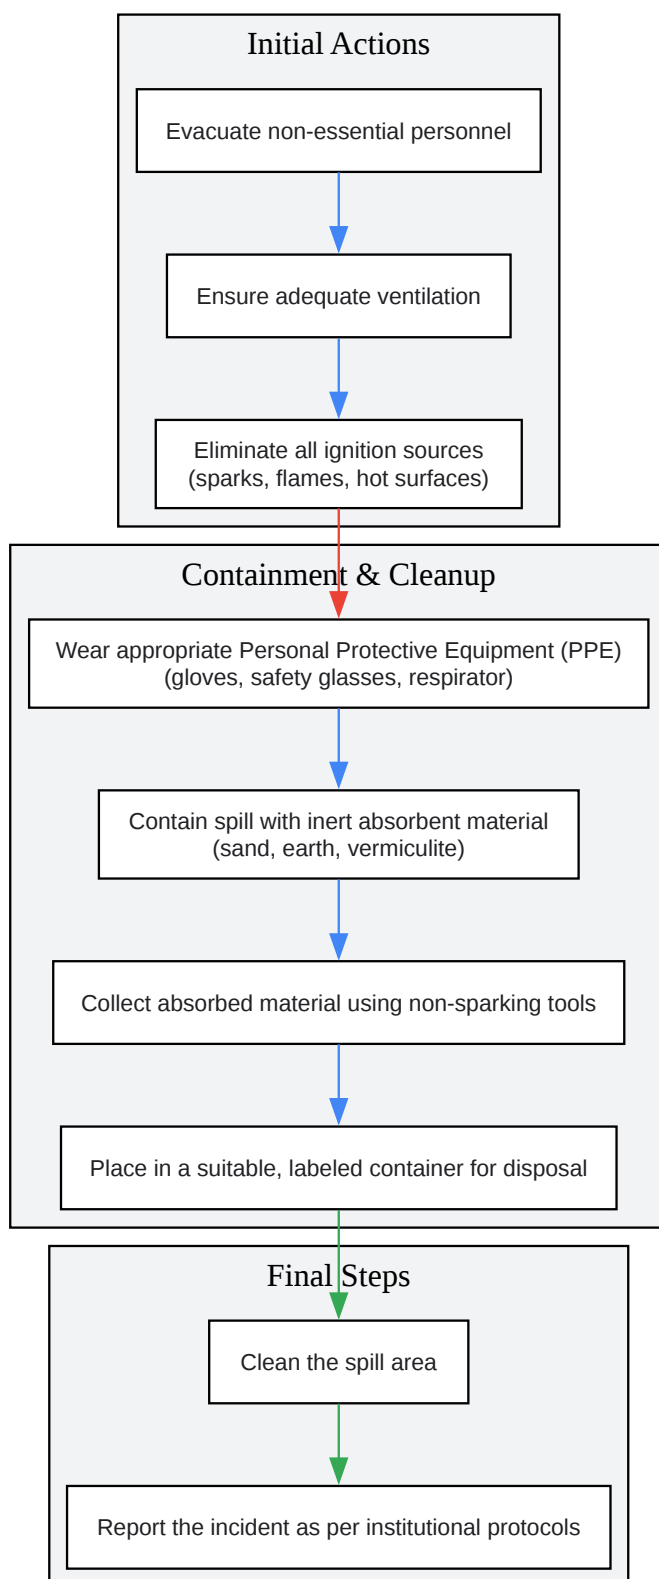 Initial Actions
Evacuate non-essential personnel
Ensure adequate ventilation
Eliminate all ignition sources
(sparks, flames, hot surfaces)
Containment & Cleanup
Wear appropriate Personal Protective Equipment (PPE)
(gloves, safety glasses, respirator)
Contain spill with inert absorbent material
(sand, earth, vermiculite)
Collect absorbed material using non-sparking tools
Place in a suitable, labeled container for disposal
Final Steps
Clean the spill area
Report the incident as per institutional protocols